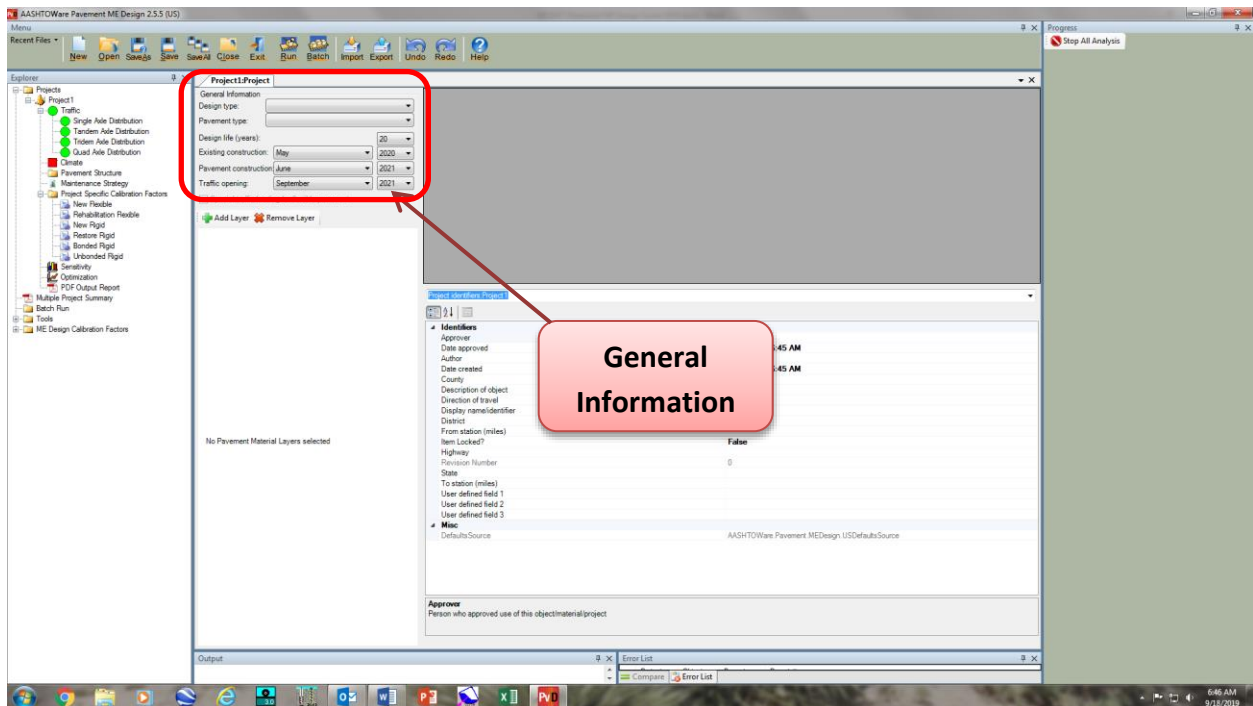 AASHTOWare Pavement ME Design 2.5.5 (US)
Menu
Recent Files
New Open SaveAs Save SaveAll Close Exit Run Batch Import Export Undo Redo Help
Progress
Stop All Analysis
Explorer
Projects
Project1
Traffic
Single Axle Distribution
Tandem Axle Distribution
Tridem Axle Distribution
Quad Axle Distribution
Climate
Pavement Structure
Maintenance Strategy
Project Specific Calibration Factors
New Flexible
Rehabilitation Flexible
New Rigid
Restore Rigid
Bonded Rigid
Unbonded Rigid
Sensitivity
Optimization
PDF Output Report
Multiple Project Summary
Batch Run
Tools
ME Design Calibration Factors
Project1:Project
General Information
Design type:
Pavement type:
Design life (years): 20
Existing construction: May 2020
Pavement construction June 2021
Traffic opening: September 2021
Add Layer Remove Layer
No Pavement Material Layers selected
Project identifiers Project1
Identifiers
Approver
Date approved :45 AM
Author
Date created :45 AM
County
Description of object
Direction of travel
Display name/identifier
District
From station (miles)
Item Locked? False
Highway
Revision Number 0
State
To station (miles)
User defined field 1
User defined field 2
User defined field 3
Misc
DefaultsSource AASHTOWare.Pavement.MEDesign.USDefaultsSource
General
Information
Approver
Person who approved use of this object/material/project
Output
Error List
Compare Error List
6:46 AM
9/18/2019